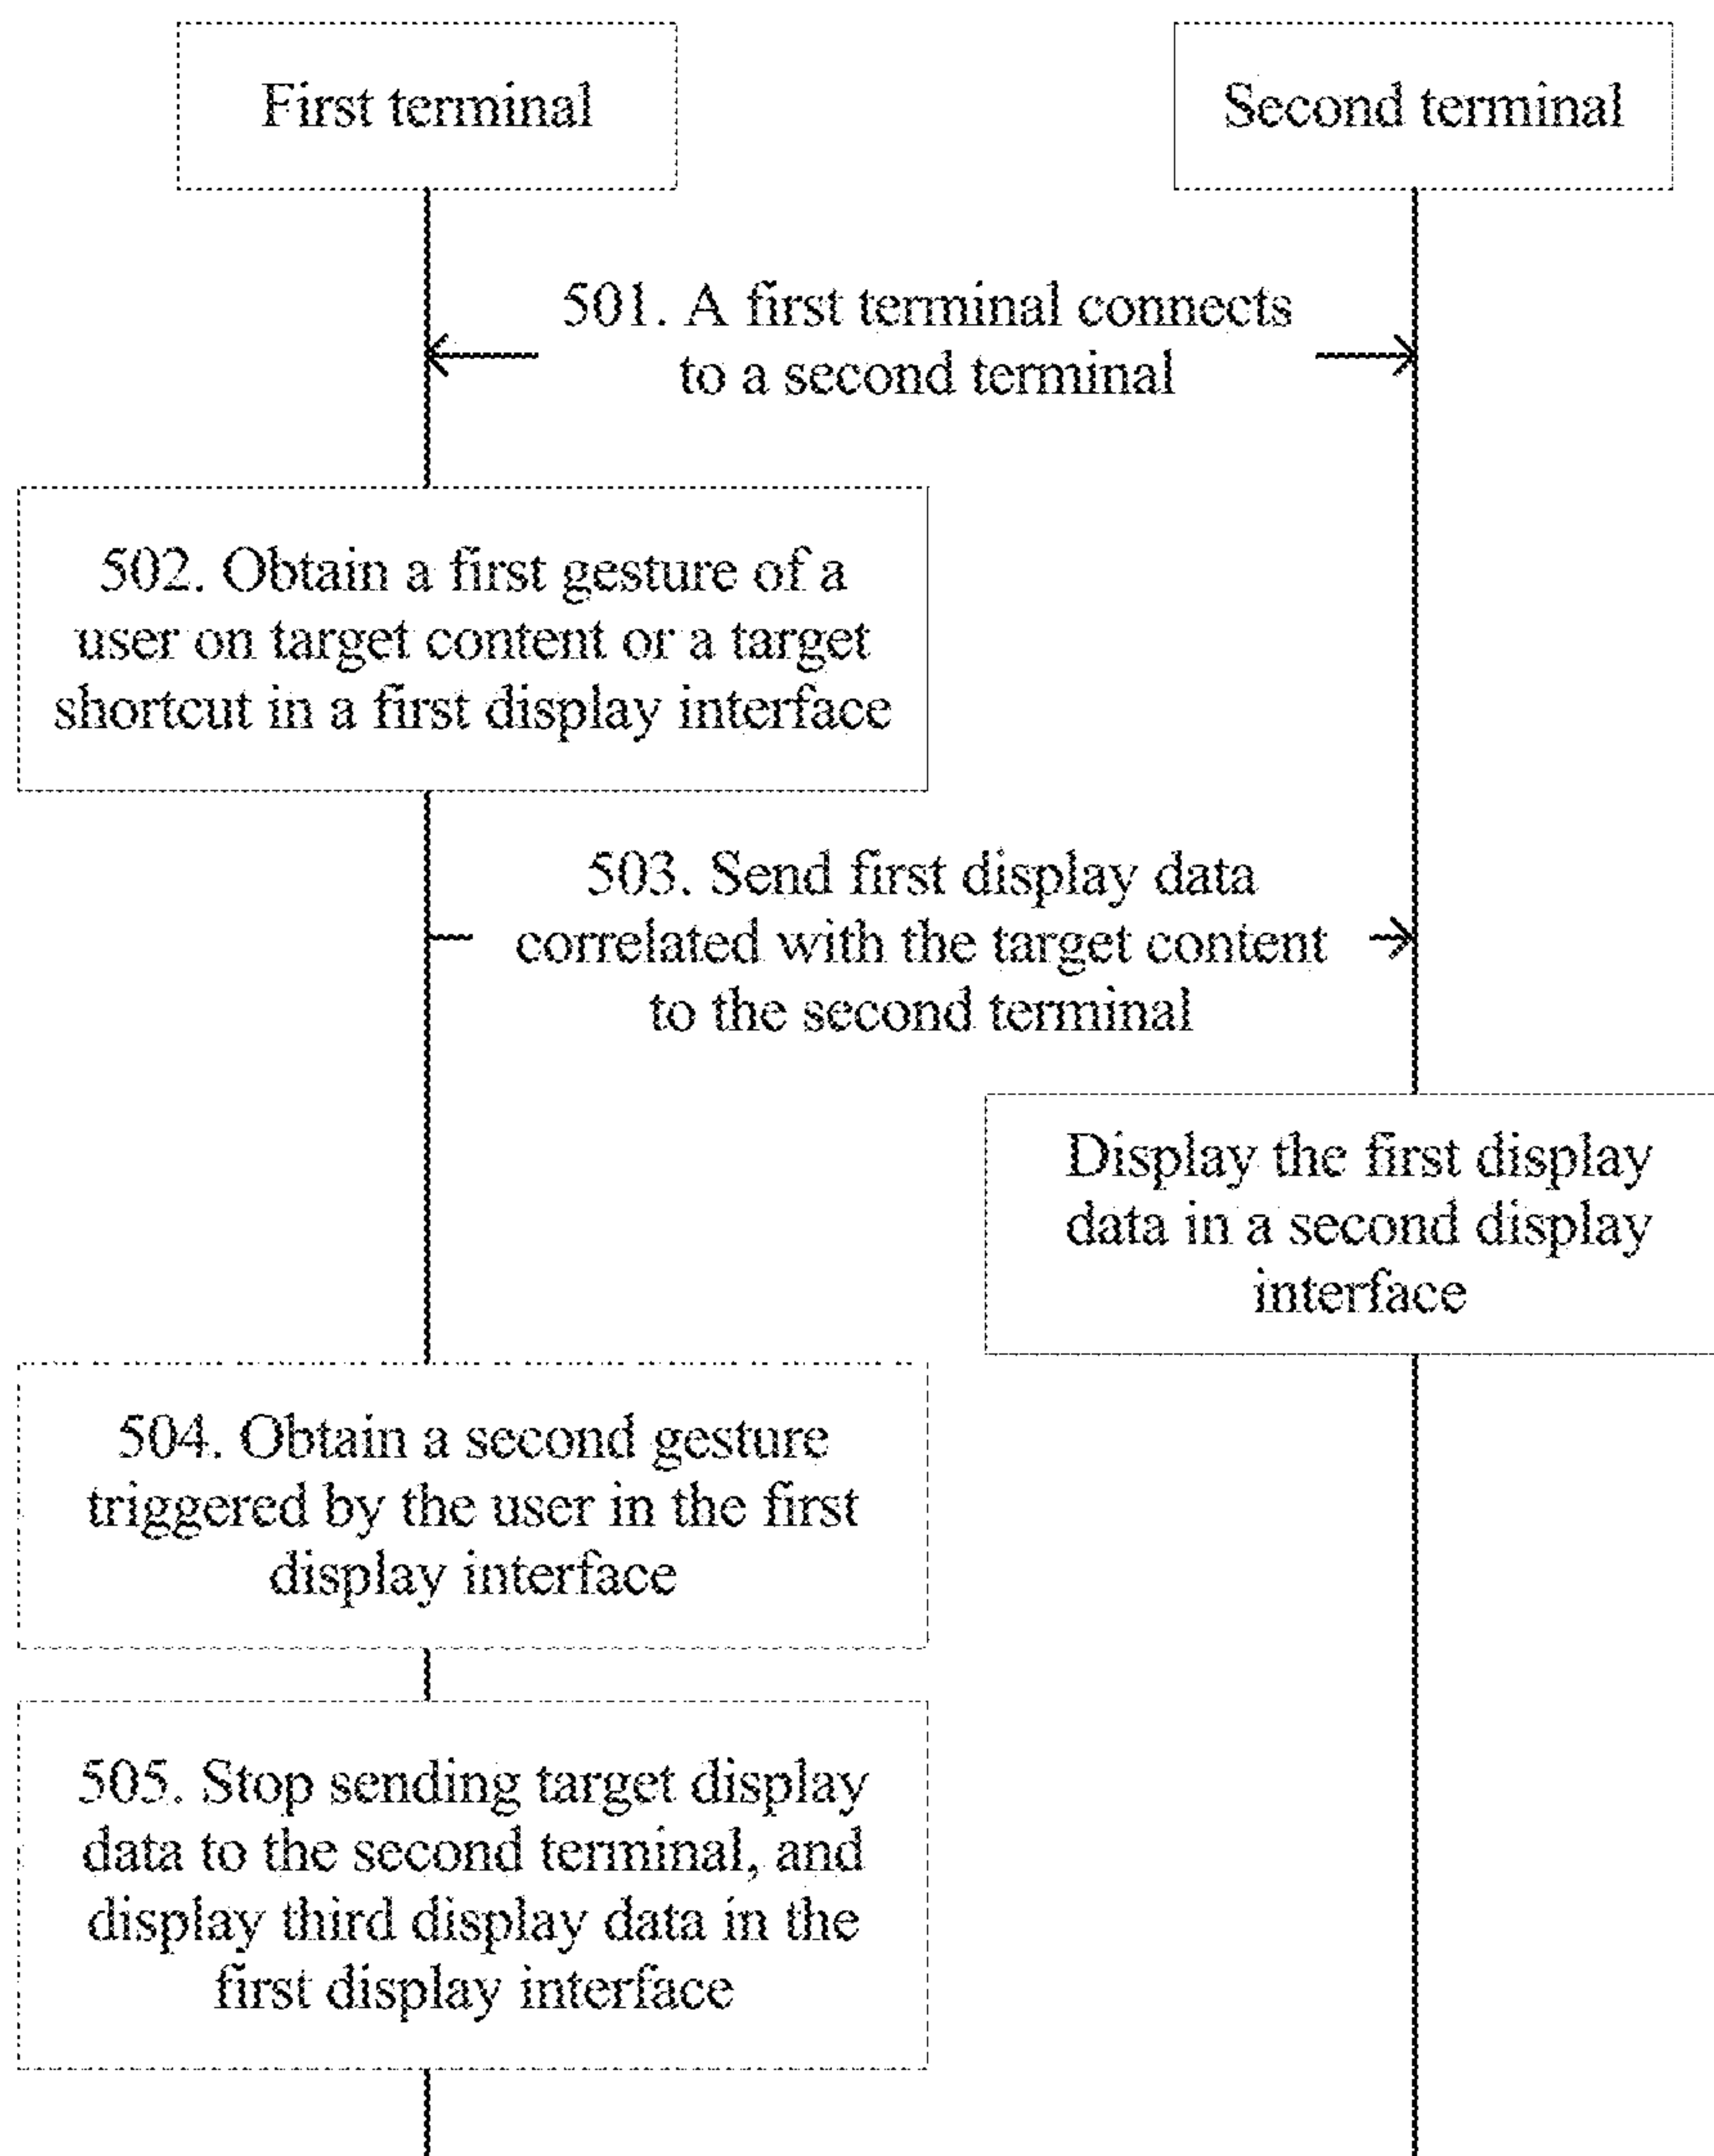 First terminal
Second terminal
501. A first terminal connects
to a second terminal
502. Obtain a first gesture of a
user on target content or a target
shortcut in a first display interface
503. Send first display data
correlated with the target content
to the second terminal
Display the first display
data in a second display
interface
504. Obtain a second gesture
triggered by the user in the first
display interface
505. Stop sending target display
data to the second terminal, and
display third display data in the
first display interface